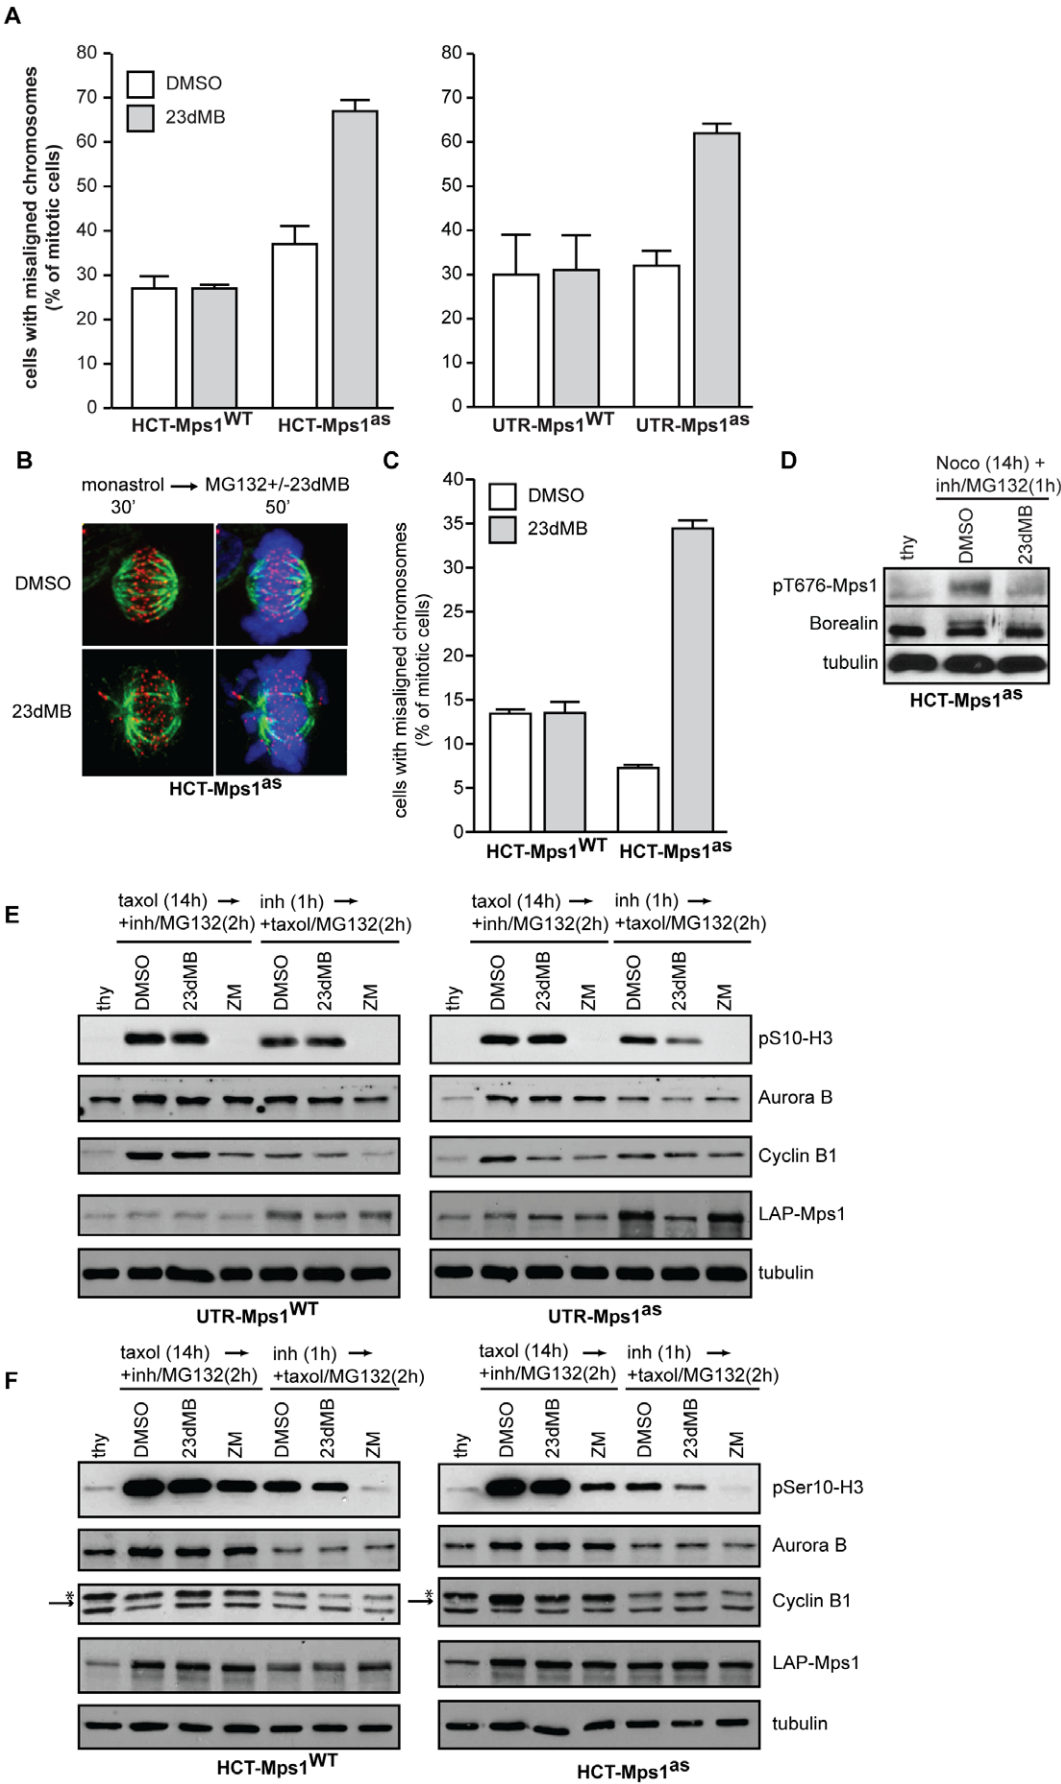 A
cells with misaligned chromosomes
(% of mitotic cells)
80
70
60
50
40
30
20
10
0
DMSO
23dMB
HCT-Mps1WT
HCT-Mps1as
80
70
60
50
40
30
20
10
0
UTR-Mps1WT
UTR-Mps1as
B
monastrol → MG132+/-23dMB
30' 50'
DMSO
23dMB
HCT-Mps1as
C
cells with misaligned chromosomes
(% of mitotic cells)
40
35
30
25
20
15
10
5
0
DMSO
23dMB
HCT-Mps1WT
HCT-Mps1as
D
Noco (14h) +
inh/MG132(1h)
thy
DMSO
23dMB
pT676-Mps1
Borealin
tubulin
HCT-Mps1as
E
taxol (14h) →
+inh/MG132(2h)
inh (1h) →
+taxol/MG132(2h)
thy
DMSO
23dMB
ZM
DMSO
23dMB
ZM
UTR-Mps1WT
taxol (14h) →
+inh/MG132(2h)
inh (1h) →
+taxol/MG132(2h)
thy
DMSO
23dMB
ZM
DMSO
23dMB
ZM
pS10-H3
Aurora B
Cyclin B1
LAP-Mps1
tubulin
UTR-Mps1as
F
taxol (14h) →
+inh/MG132(2h)
inh (1h) →
+taxol/MG132(2h)
thy
DMSO
23dMB
ZM
DMSO
23dMB
ZM
*
→
HCT-Mps1WT
taxol (14h) →
+inh/MG132(2h)
inh (1h) →
+taxol/MG132(2h)
thy
DMSO
23dMB
ZM
DMSO
23dMB
ZM
*
→
pSer10-H3
Aurora B
Cyclin B1
LAP-Mps1
tubulin
HCT-Mps1as